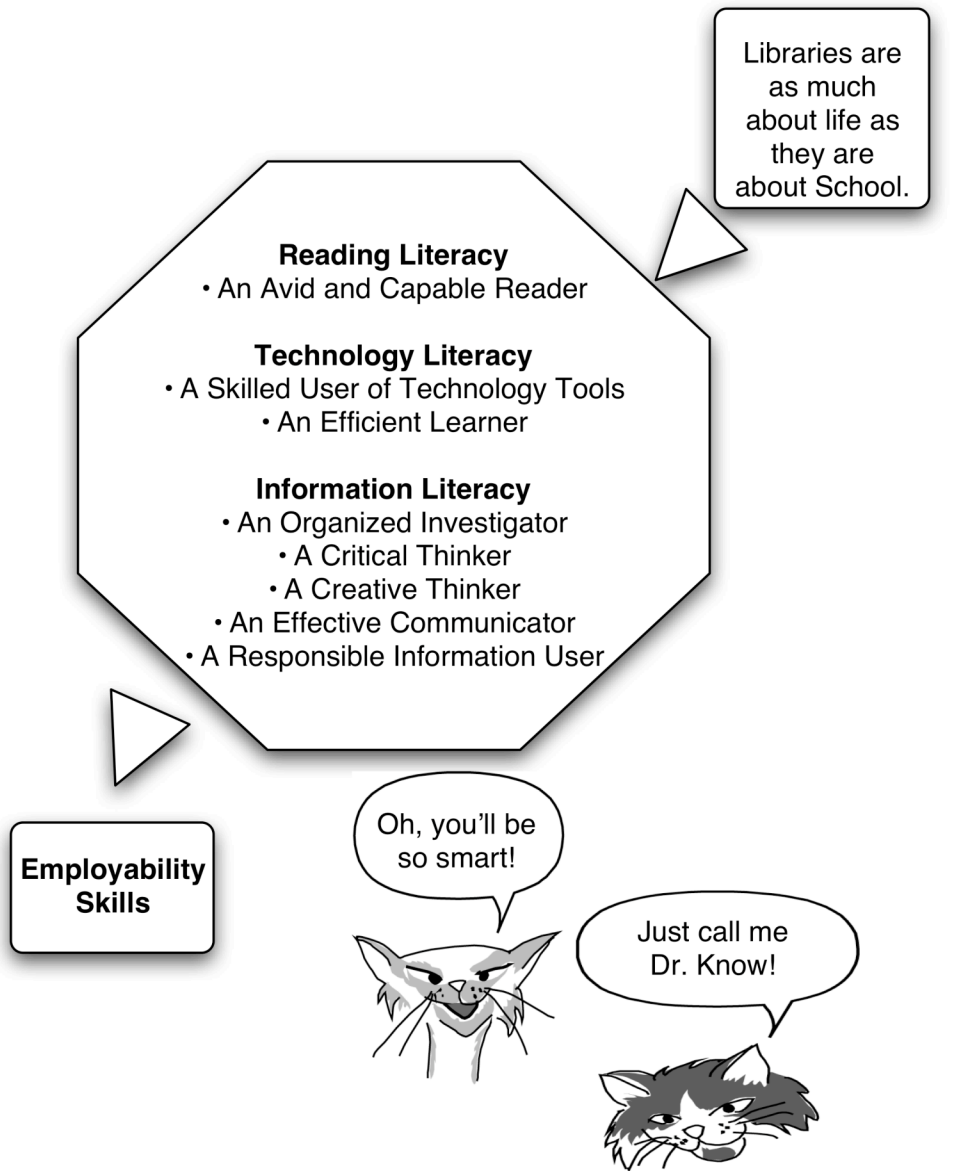 Libraries are
as much
about life as
they are
about School.
Reading Literacy
• An Avid and Capable Reader
Technology Literacy
• A Skilled User of Technology Tools
• An Efficient Learner
Information Literacy
• An Organized Investigator
• A Critical Thinker
• A Creative Thinker
• An Effective Communicator
• A Responsible Information User
Employability
Skills
Oh, you'll be
so smart!
Just call me
Dr. Know!